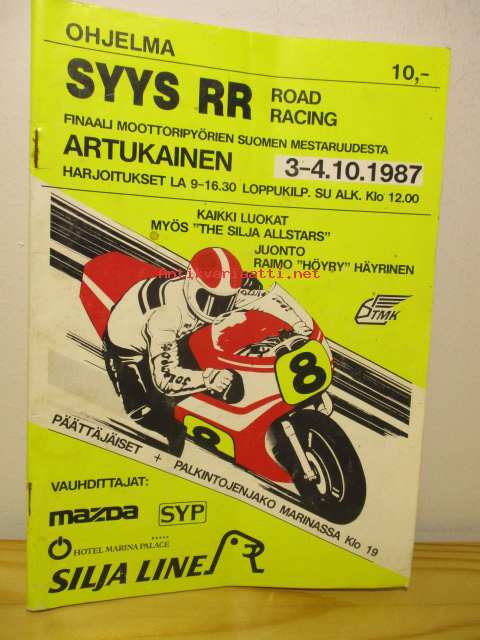 OHJELMA
10,-
SYYS RR ROAD RACING
FINAALI MOOTTORIPYÖRIEN SUOMEN MESTARUUDESTA
ARTUKAINEN 3-4.10.1987
HARJOITUKSET LA 9-16.30 LOPPUKILP. SU ALK. Klo 12.00
KAIKKI LUOKAT
MYÖS "THE SILJA ALLSTARS"
JUONTO
RAIMO "HÖYRY" HÄYRINEN
Antikvariaatti.net
TMK
8
8
PÄÄTTÄJÄISET + PALKINTOJENJAKO MARINASSA Klo 19
VAUHDITTAJAT:
mazda SYP
HOTEL MARINA PALACE
SILJA LINE